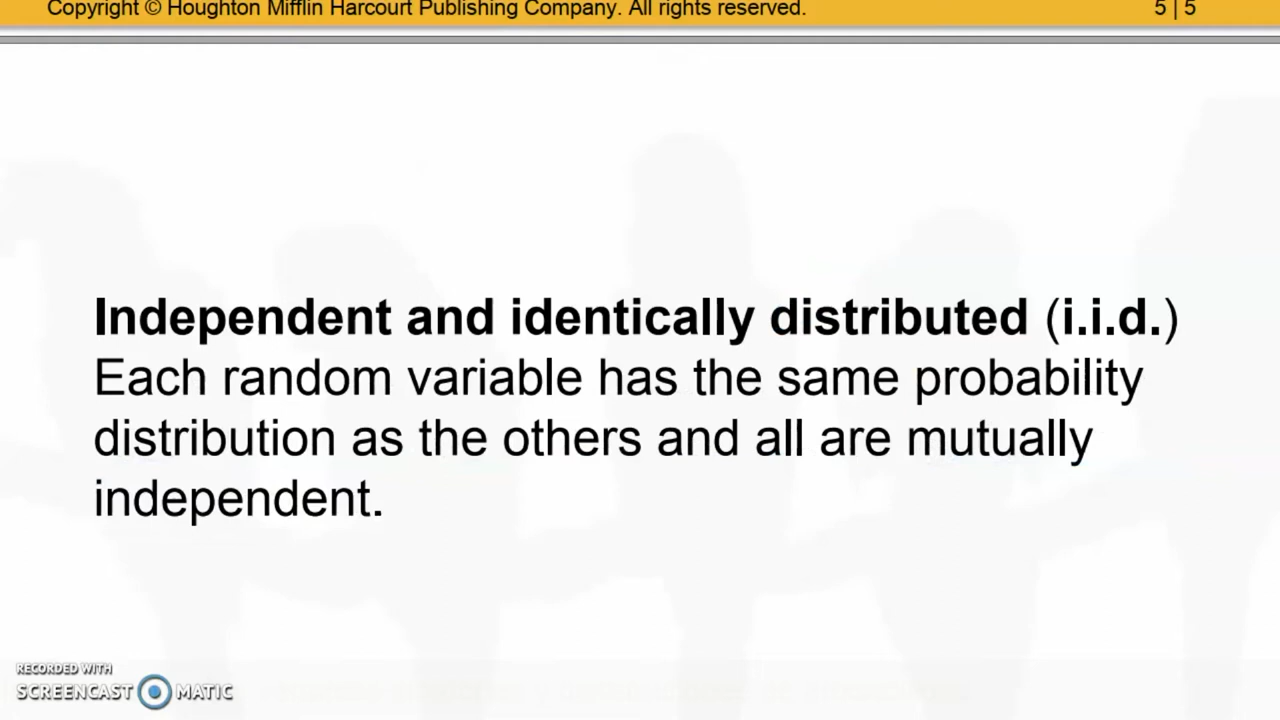 Copyright © Houghton Mifflin Harcourt Publishing Company. All rights reserved. 5 | 5
Independent and identically distributed (i.i.d.)
Each random variable has the same probability
distribution as the others and all are mutually
independent.
RECORDED WITH
SCREENCAST MATIC